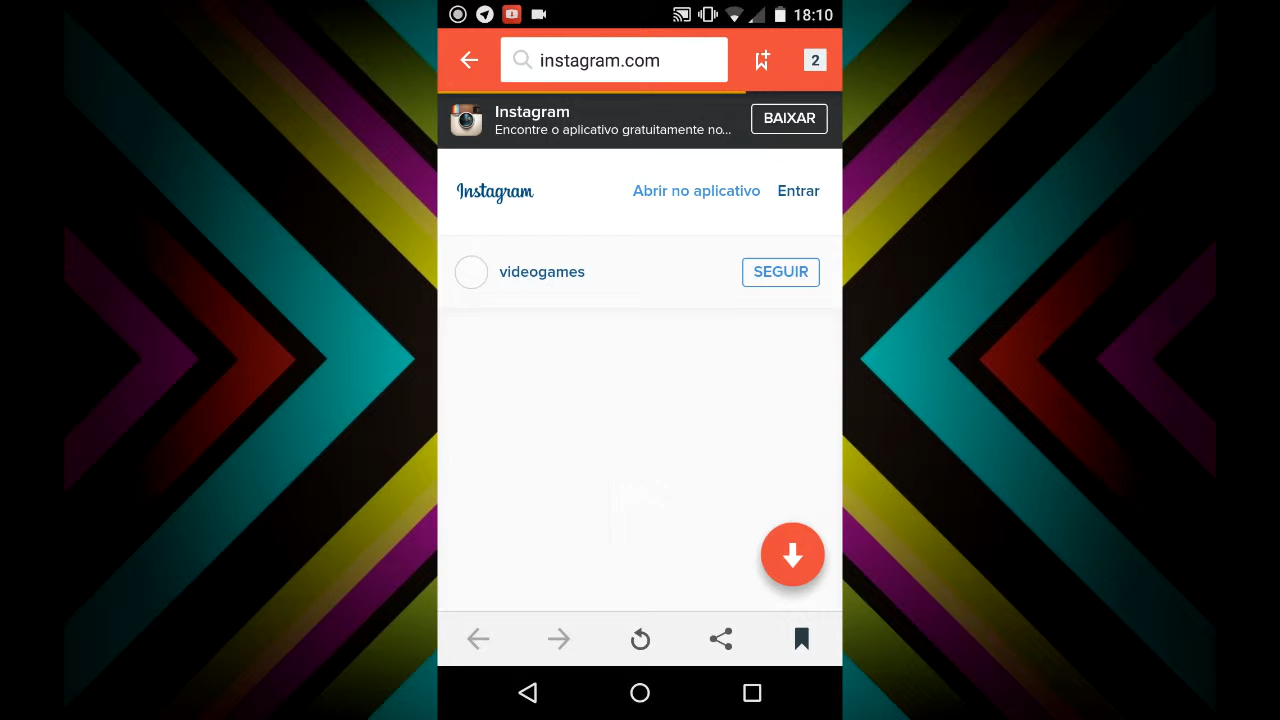 18:10
instagram.com
2
Instagram
Encontre o aplicativo gratuitamente no...
BAIXAR
Instagram
Abrir no aplicativo
Entrar
videogames
SEGUIR